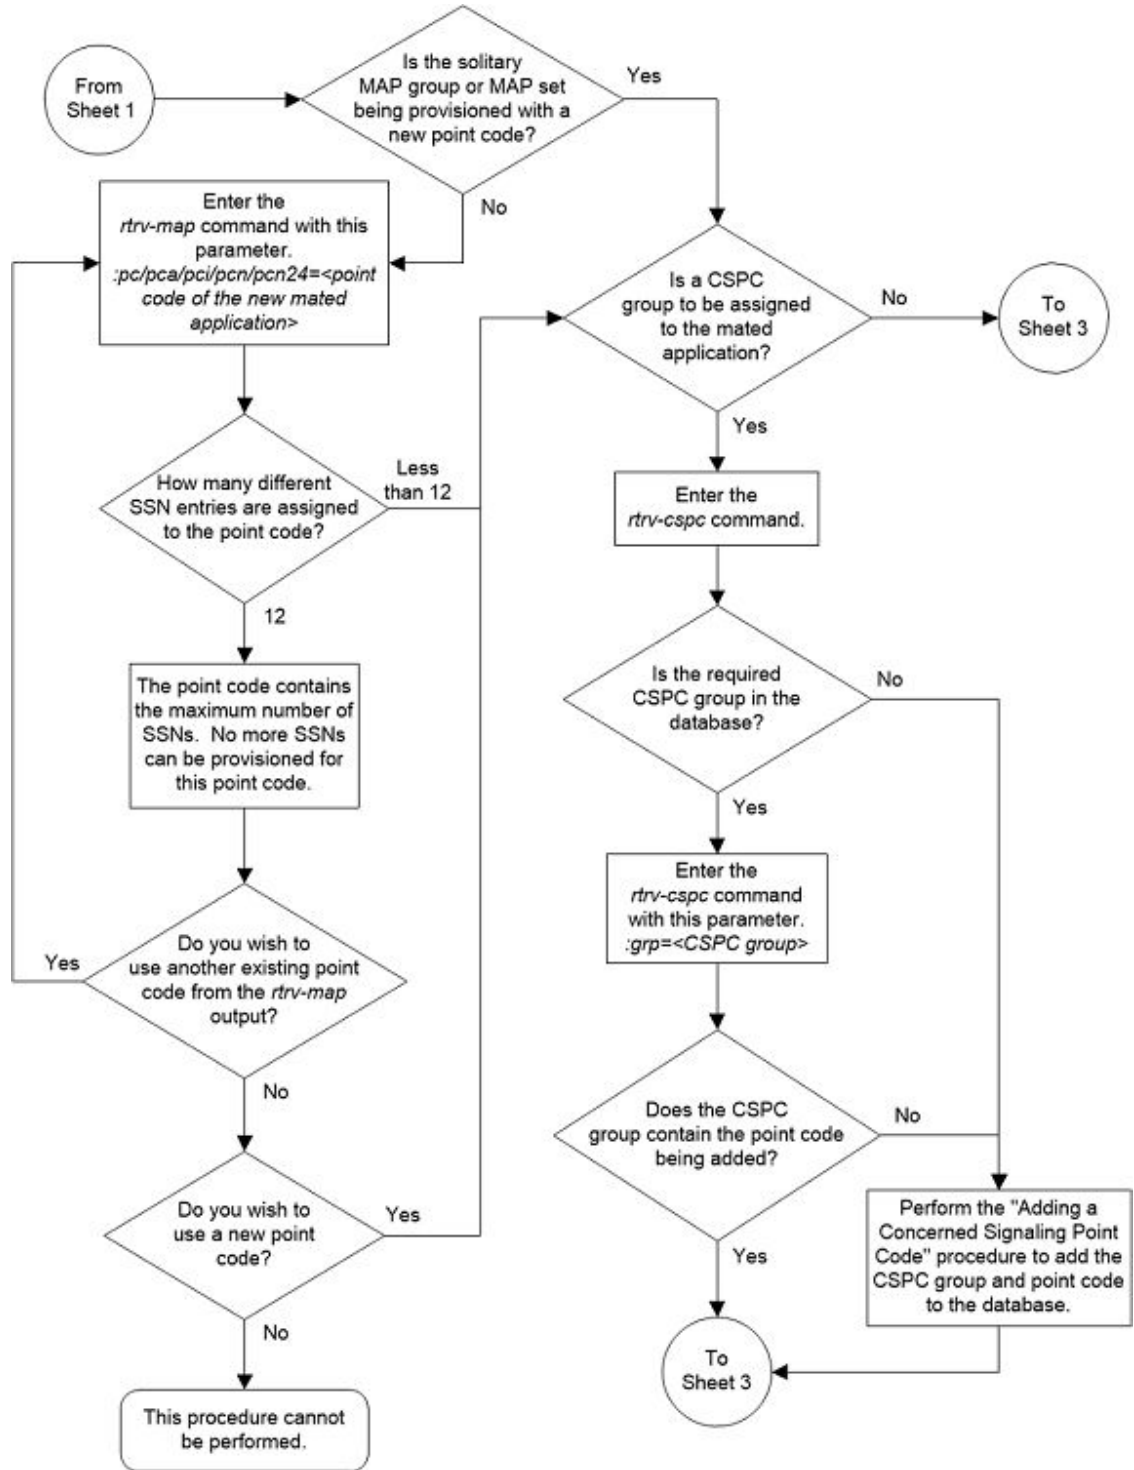 From
Sheet 1
Is the solitary
MAP group or MAP set
being provisioned with a
new point code?
Yes
No
Enter the
rtrv-map command with this
parameter.
:pc/pca/pci/pcn/pcn24=<point
code of the new mated
application>
Is a CSPC
group to be assigned
to the mated
application?
No
To
Sheet 3
Yes
How many different
SSN entries are assigned
to the point code?
Less
than 12
12
Enter the
rtrv-cspc command.
The point code contains
the maximum number of
SSNs. No more SSNs
can be provisioned for
this point code.
Is the required
CSPC group in the
database?
No
Yes
Enter the
rtrv-cspc command
with this parameter.
:grp=<CSPC group>
Do you wish to
use another existing point
code from the rtrv-map
output?
Yes
No
Does the CSPC
group contain the point code
being added?
No
Yes
Do you wish to
use a new point
code?
Yes
No
Perform the "Adding a
Concerned Signaling Point
Code" procedure to add the
CSPC group and point code
to the database.
To
Sheet 3
This procedure cannot
be performed.